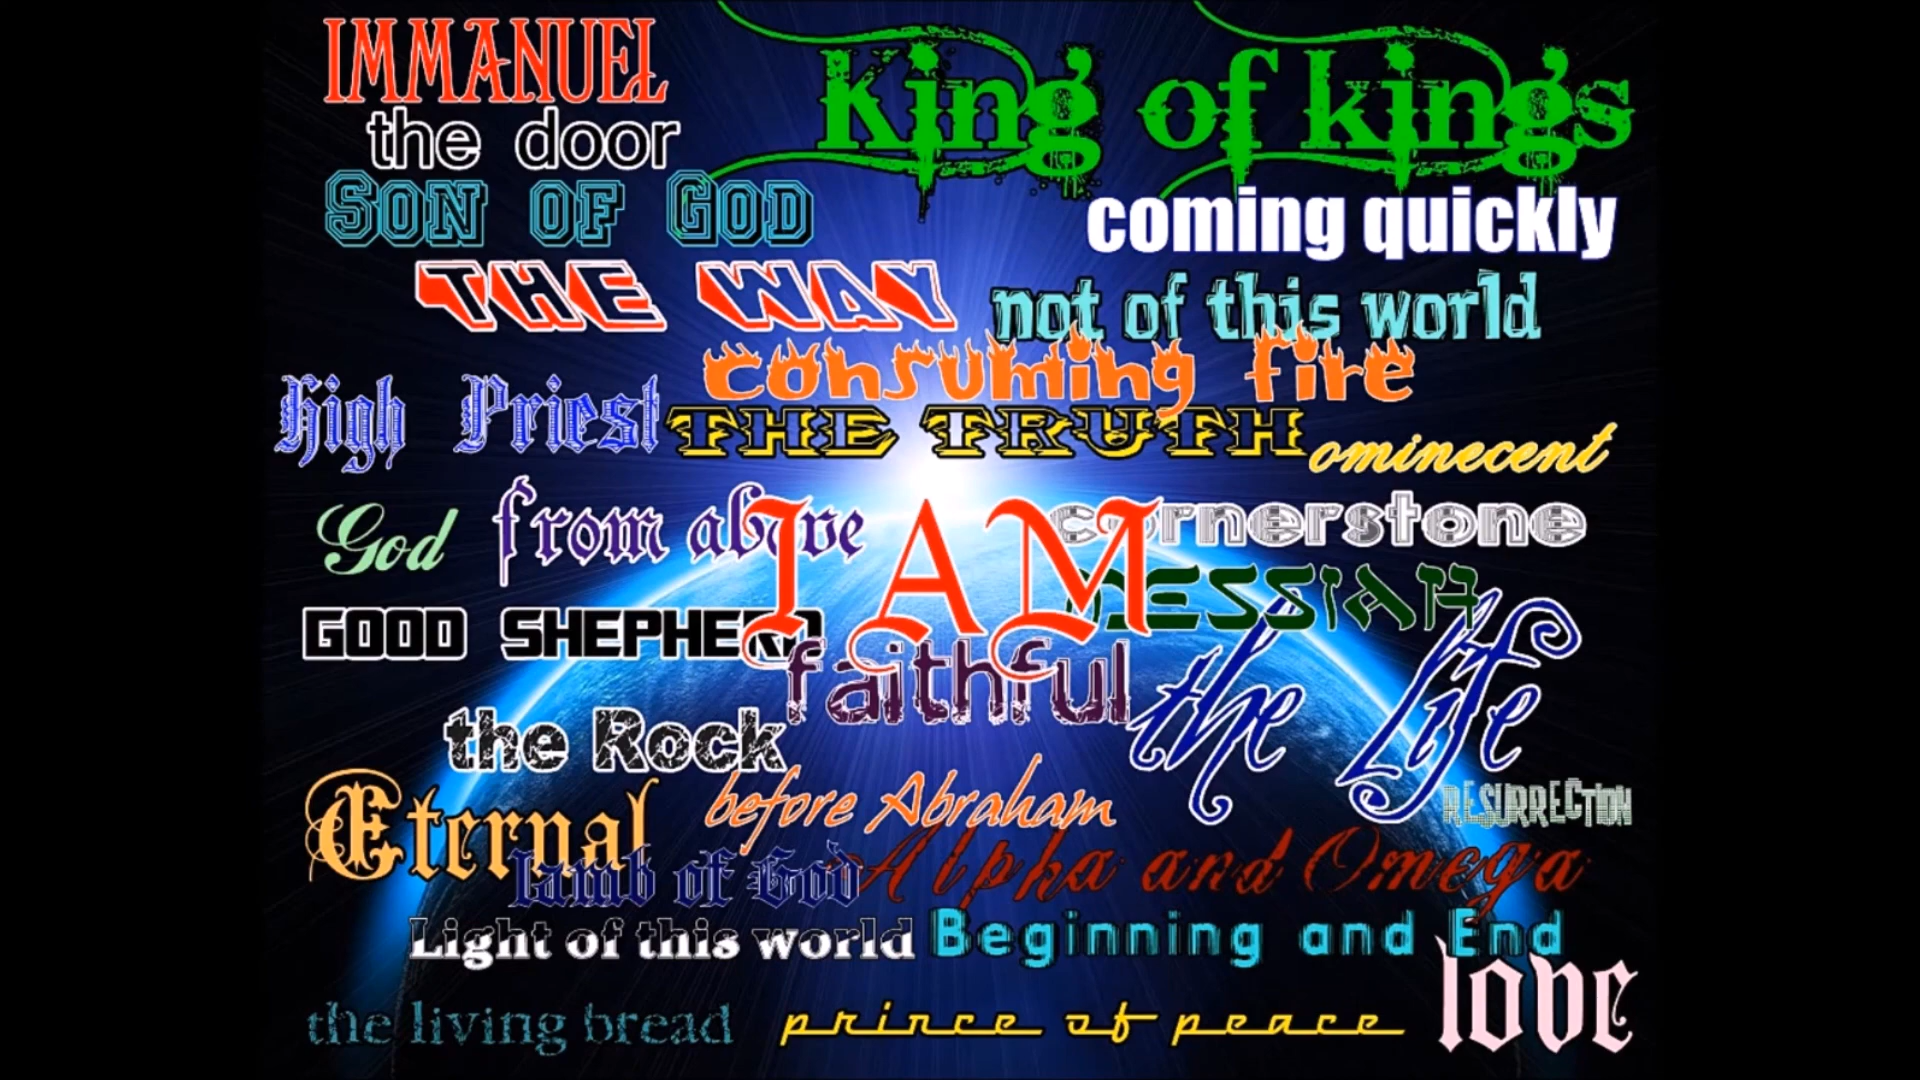 IMMANUEL
King of kings
the door
Son of God
coming quickly
THE WAY
not of this world
consuming fire
High Priest
THE TRUTH
ominecent
God
from above
I AM
cornerstone
MESSIAH
GOOD SHEPHERD
faithful
the Life
the Rock
before Abraham
RESURRECTION
Eternal
lamb of God
Alpha and Omega
Light of this world
Beginning and End
love
the living bread
prince of peace